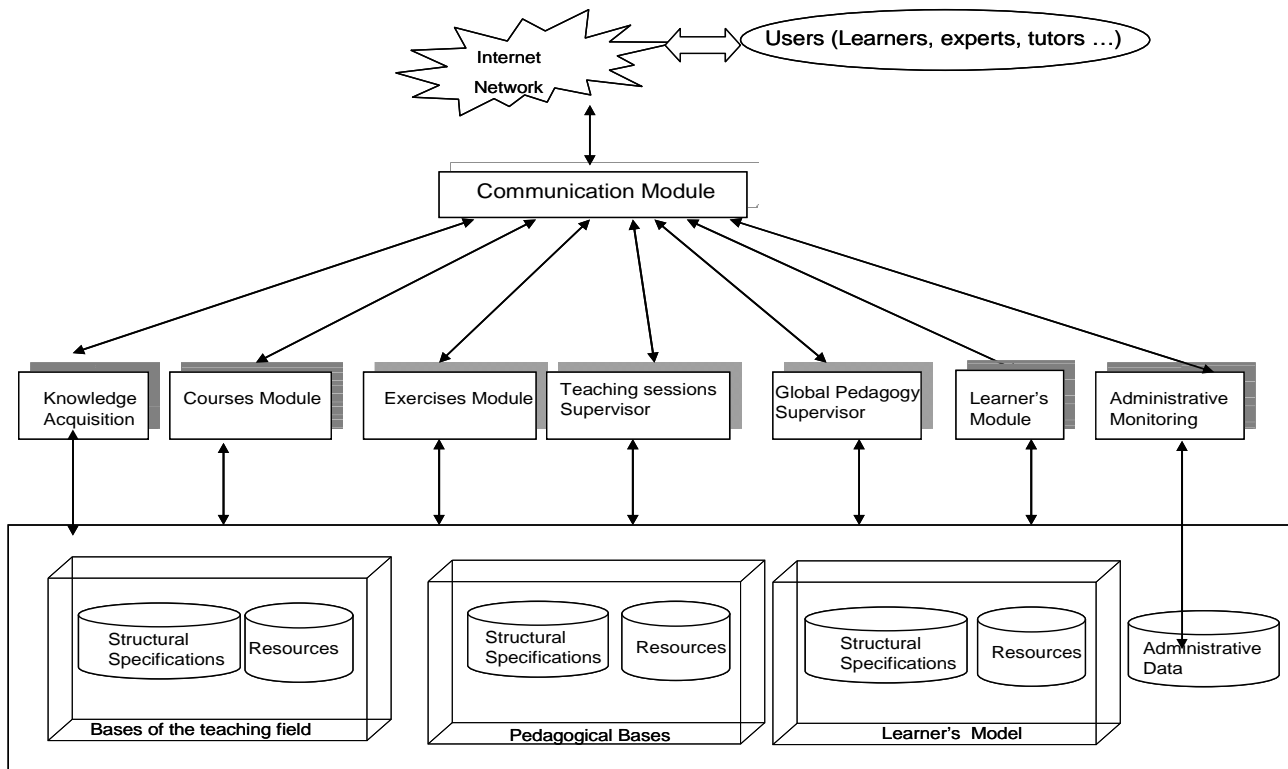 Users (Learners, experts, tutors …)
Internet
Network
Communication Module
Knowledge
Acquisition
Courses Module
Exercises Module
Teaching sessions
Supervisor
Global Pedagogy
Supervisor
Learner's
Module
Administrative
Monitoring
Structural
Specifications
Resources
Bases of the teaching field
Structural
Specifications
Resources
Pedagogical Bases
Structural
Specifications
Resources
Learner's Model
Administrative
Data